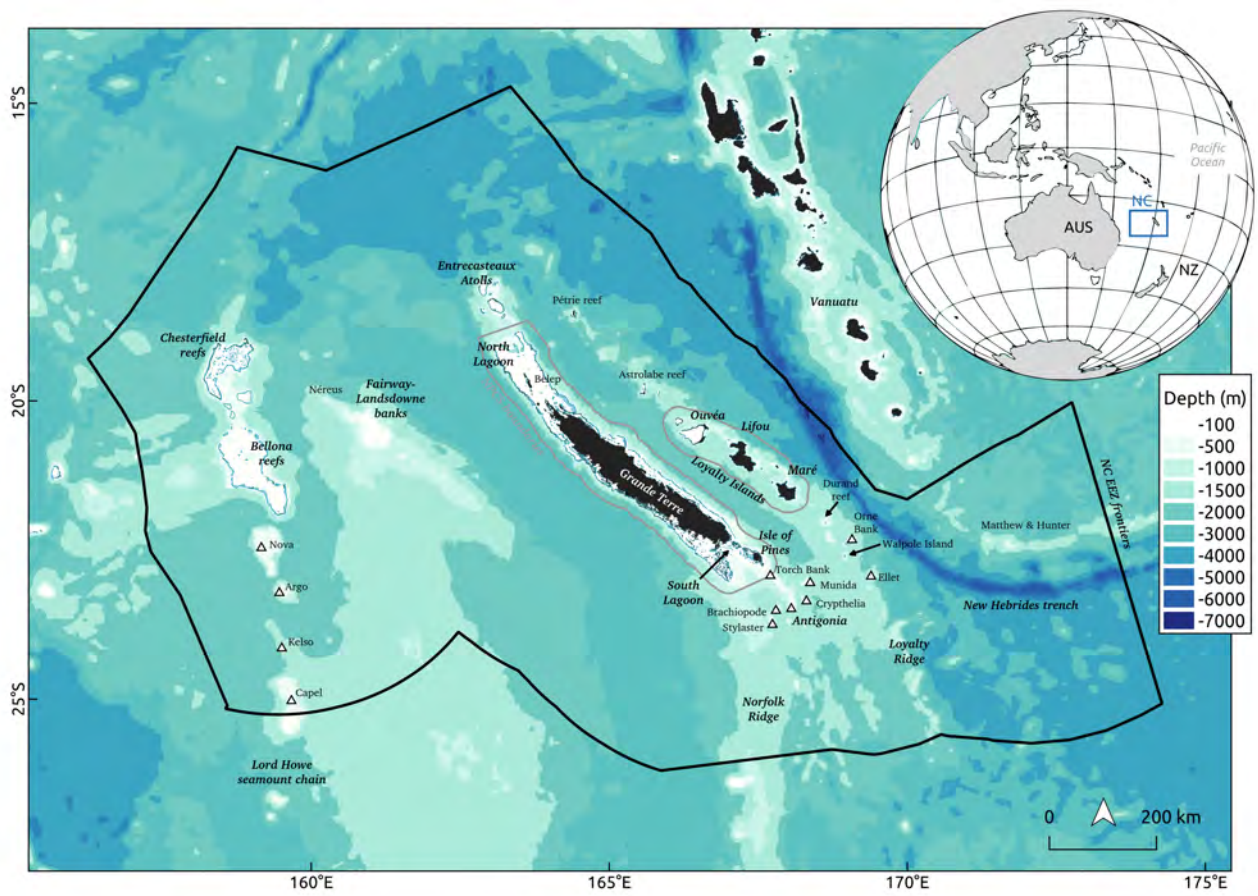 15°S
20°S
25°S
160°E
165°E
170°E
175°E
Pacific
Ocean
NC
AUS
NZ
Vanuatu
Entrecasteaux
Atolls
Pétrie reef
Chesterfield
reefs
North
Lagoon
Belep
Astrolabe reef
Néreus
Fairway-
Landsdowne
banks
Ouvéa
Lifou
Maré
Loyalty Islands
Bellona
reefs
Grande Terre
Durand
reef
Orne
Bank
Walpole Island
Matthew & Hunter
NC EEZ frontiers
Isle of
Pines
Nova
Argo
Kelso
Capel
South
Lagoon
Torch Bank
Munida
Ellet
Crypthelia
Brachiopode
Antigonia
Stylaster
New Hebrides trench
Loyalty
Ridge
Norfolk
Ridge
Lord Howe
seamount chain
Depth (m)
-100
-500
-1000
-1500
-2000
-3000
-4000
-5000
-6000
-7000
0 200 km